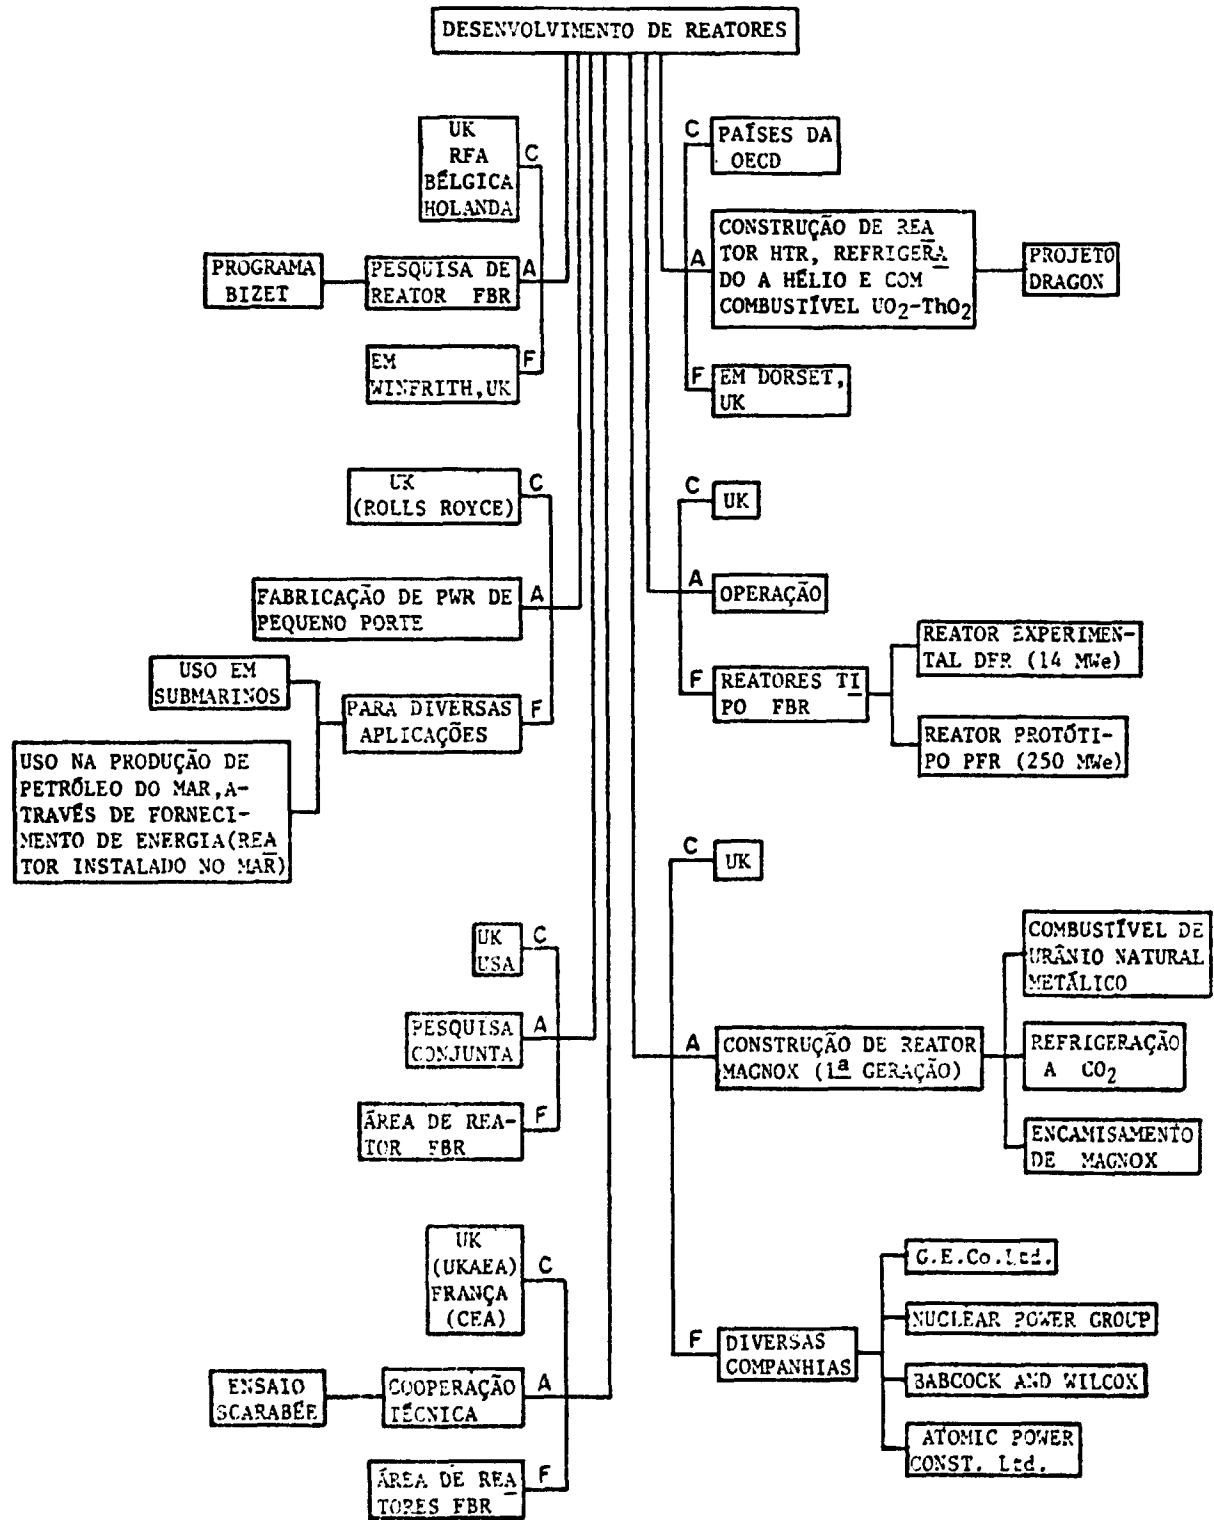 DESENVOLVIMENTO DE REATORES
UK
RFA
BÉLGICA
HOLANDA
C
PROGRAMA
BIZET
PESQUISA DE
REATOR FBR
A
EM
WINFRITH,UK
F
UK
(ROLLS ROYCE)
C
FABRICAÇÃO DE PWR DE
PEQUENO PORTE
A
USO EM
SUBMARINOS
PARA DIVERSAS
APLICAÇÕES
F
USO NA PRODUÇÃO DE
PETRÓLEO DO MAR,A-
TRAVÉS DE FORNECI-
MENTO DE ENERGIA(REA
TOR INSTALADO NO MAR)
UK
USA
C
PESQUISA
CONJUNTA
A
ÁREA DE REA-
TOR FBR
F
UK
(UKAEA)
FRANÇA
(CEA)
C
ENSAIO
SCARABÉE
COOPERAÇÃO
TÉCNICA
A
ÁREA DE REA
TORES FBR
F
C
PAÍSES DA
OECD
A
CONSTRUÇÃO DE REA
TOR HTR, REFRIGERA
DO A HÉLIO E COM
COMBUSTÍVEL UO2-ThO2
PROJETO
DRAGON
F
EM DORSET,
UK
C
UK
A
OPERAÇÃO
F
REATORES TI
PO FBR
REATOR EXPERIMEN-
TAL DFR (14 MWe)
REATOR PROTÓTI-
PO PFR (250 MWe)
C
UK
A
CONSTRUÇÃO DE REATOR
MAGNOX (1ª GERAÇÃO)
COMBUSTÍVEL DE
URÂNIO NATURAL
METÁLICO
REFRIGERAÇÃO
A CO2
ENCAMISAMENTO
DE MAGNOX
F
DIVERSAS
COMPANHIAS
G.E.Co.Ltd.
NUCLEAR POWER GROUP
BABCOCK AND WILCOX
ATOMIC POWER
CONST. Ltd.